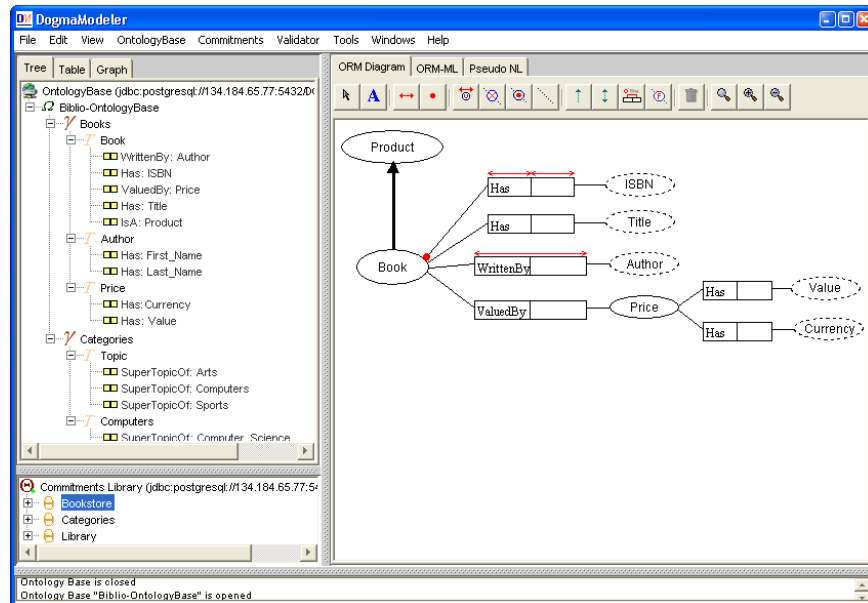 DogmaModeler
File Edit View OntologyBase Commitments Validator Tools Windows Help
Tree Table Graph
OntologyBase (jdbc:postgresql://134.184.65.77:5432/D
Biblio-OntologyBase
Books
Book
WrittenBy: Author
Has: ISBN
ValuedBy: Price
Has: Title
IsA: Product
Author
Has: First_Name
Has: Last_Name
Price
Has:Currency
Has: Value
Categories
Topic
SuperTopicOf: Arts
SuperTopicOf: Computers
SuperTopicOf: Sports
Computers
SuperTopicOf: Computer_Science
Commitments Library (jdbc:postgresql://134.184.65.77:5
Bookstore
Categories
Library
ORM Diagram ORM-ML Pseudo NL
A
Product
Has
ISBN
Has
Title
Book
WrittenBy
Author
ValuedBy
Price
Has
Value
Has
Currency
Ontology Base is closed
Ontology Base "Biblio-OntologyBase" is opened